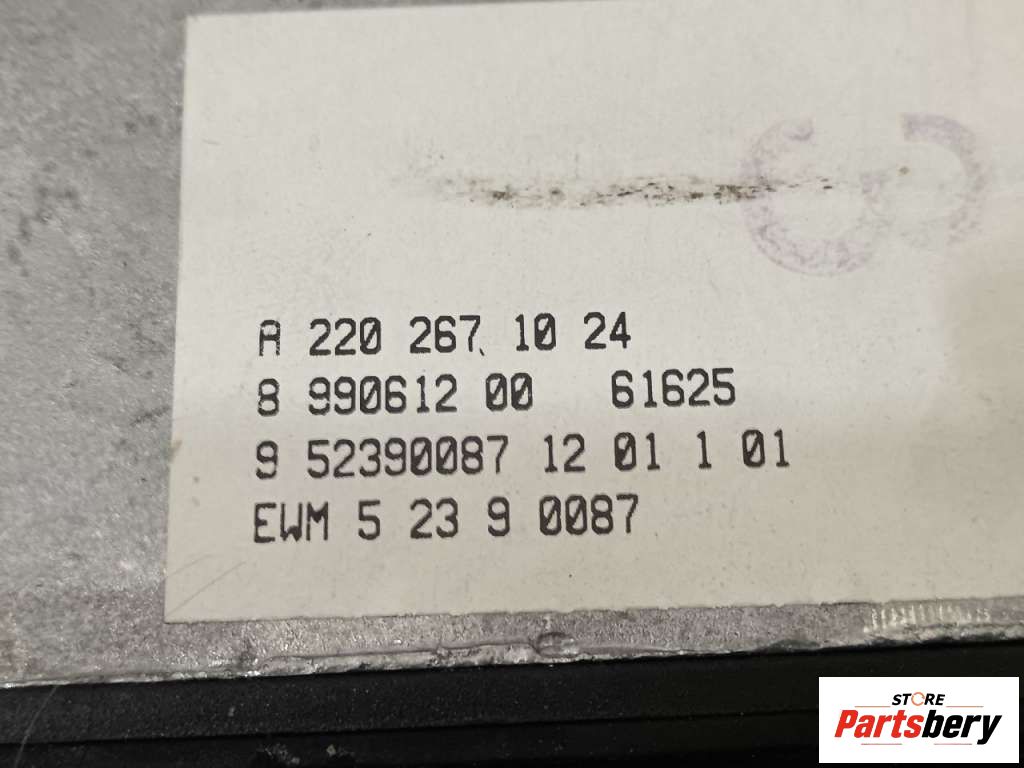 A 220 267 10 24
8 990612 00 61625
9 52390087 12 01 1 01
EWM 5 23 9 0087
STORE
Partsbery